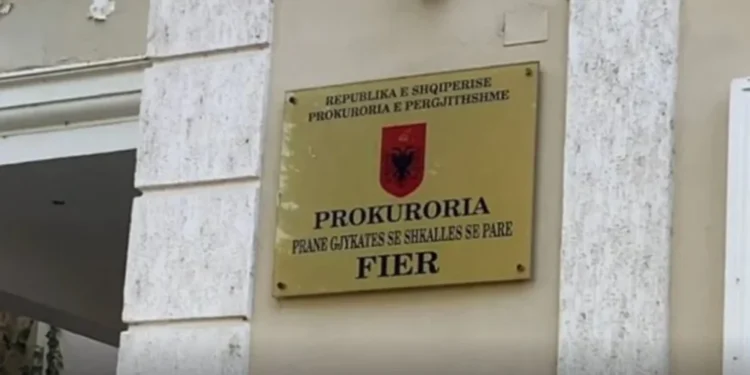 REPUBLIKA E SHQIPERISE
PROKURORIA E PERGJITHSHME
PROKURORIA
PRANE GJYKATES SE SHKALLES SE PARE
FIER